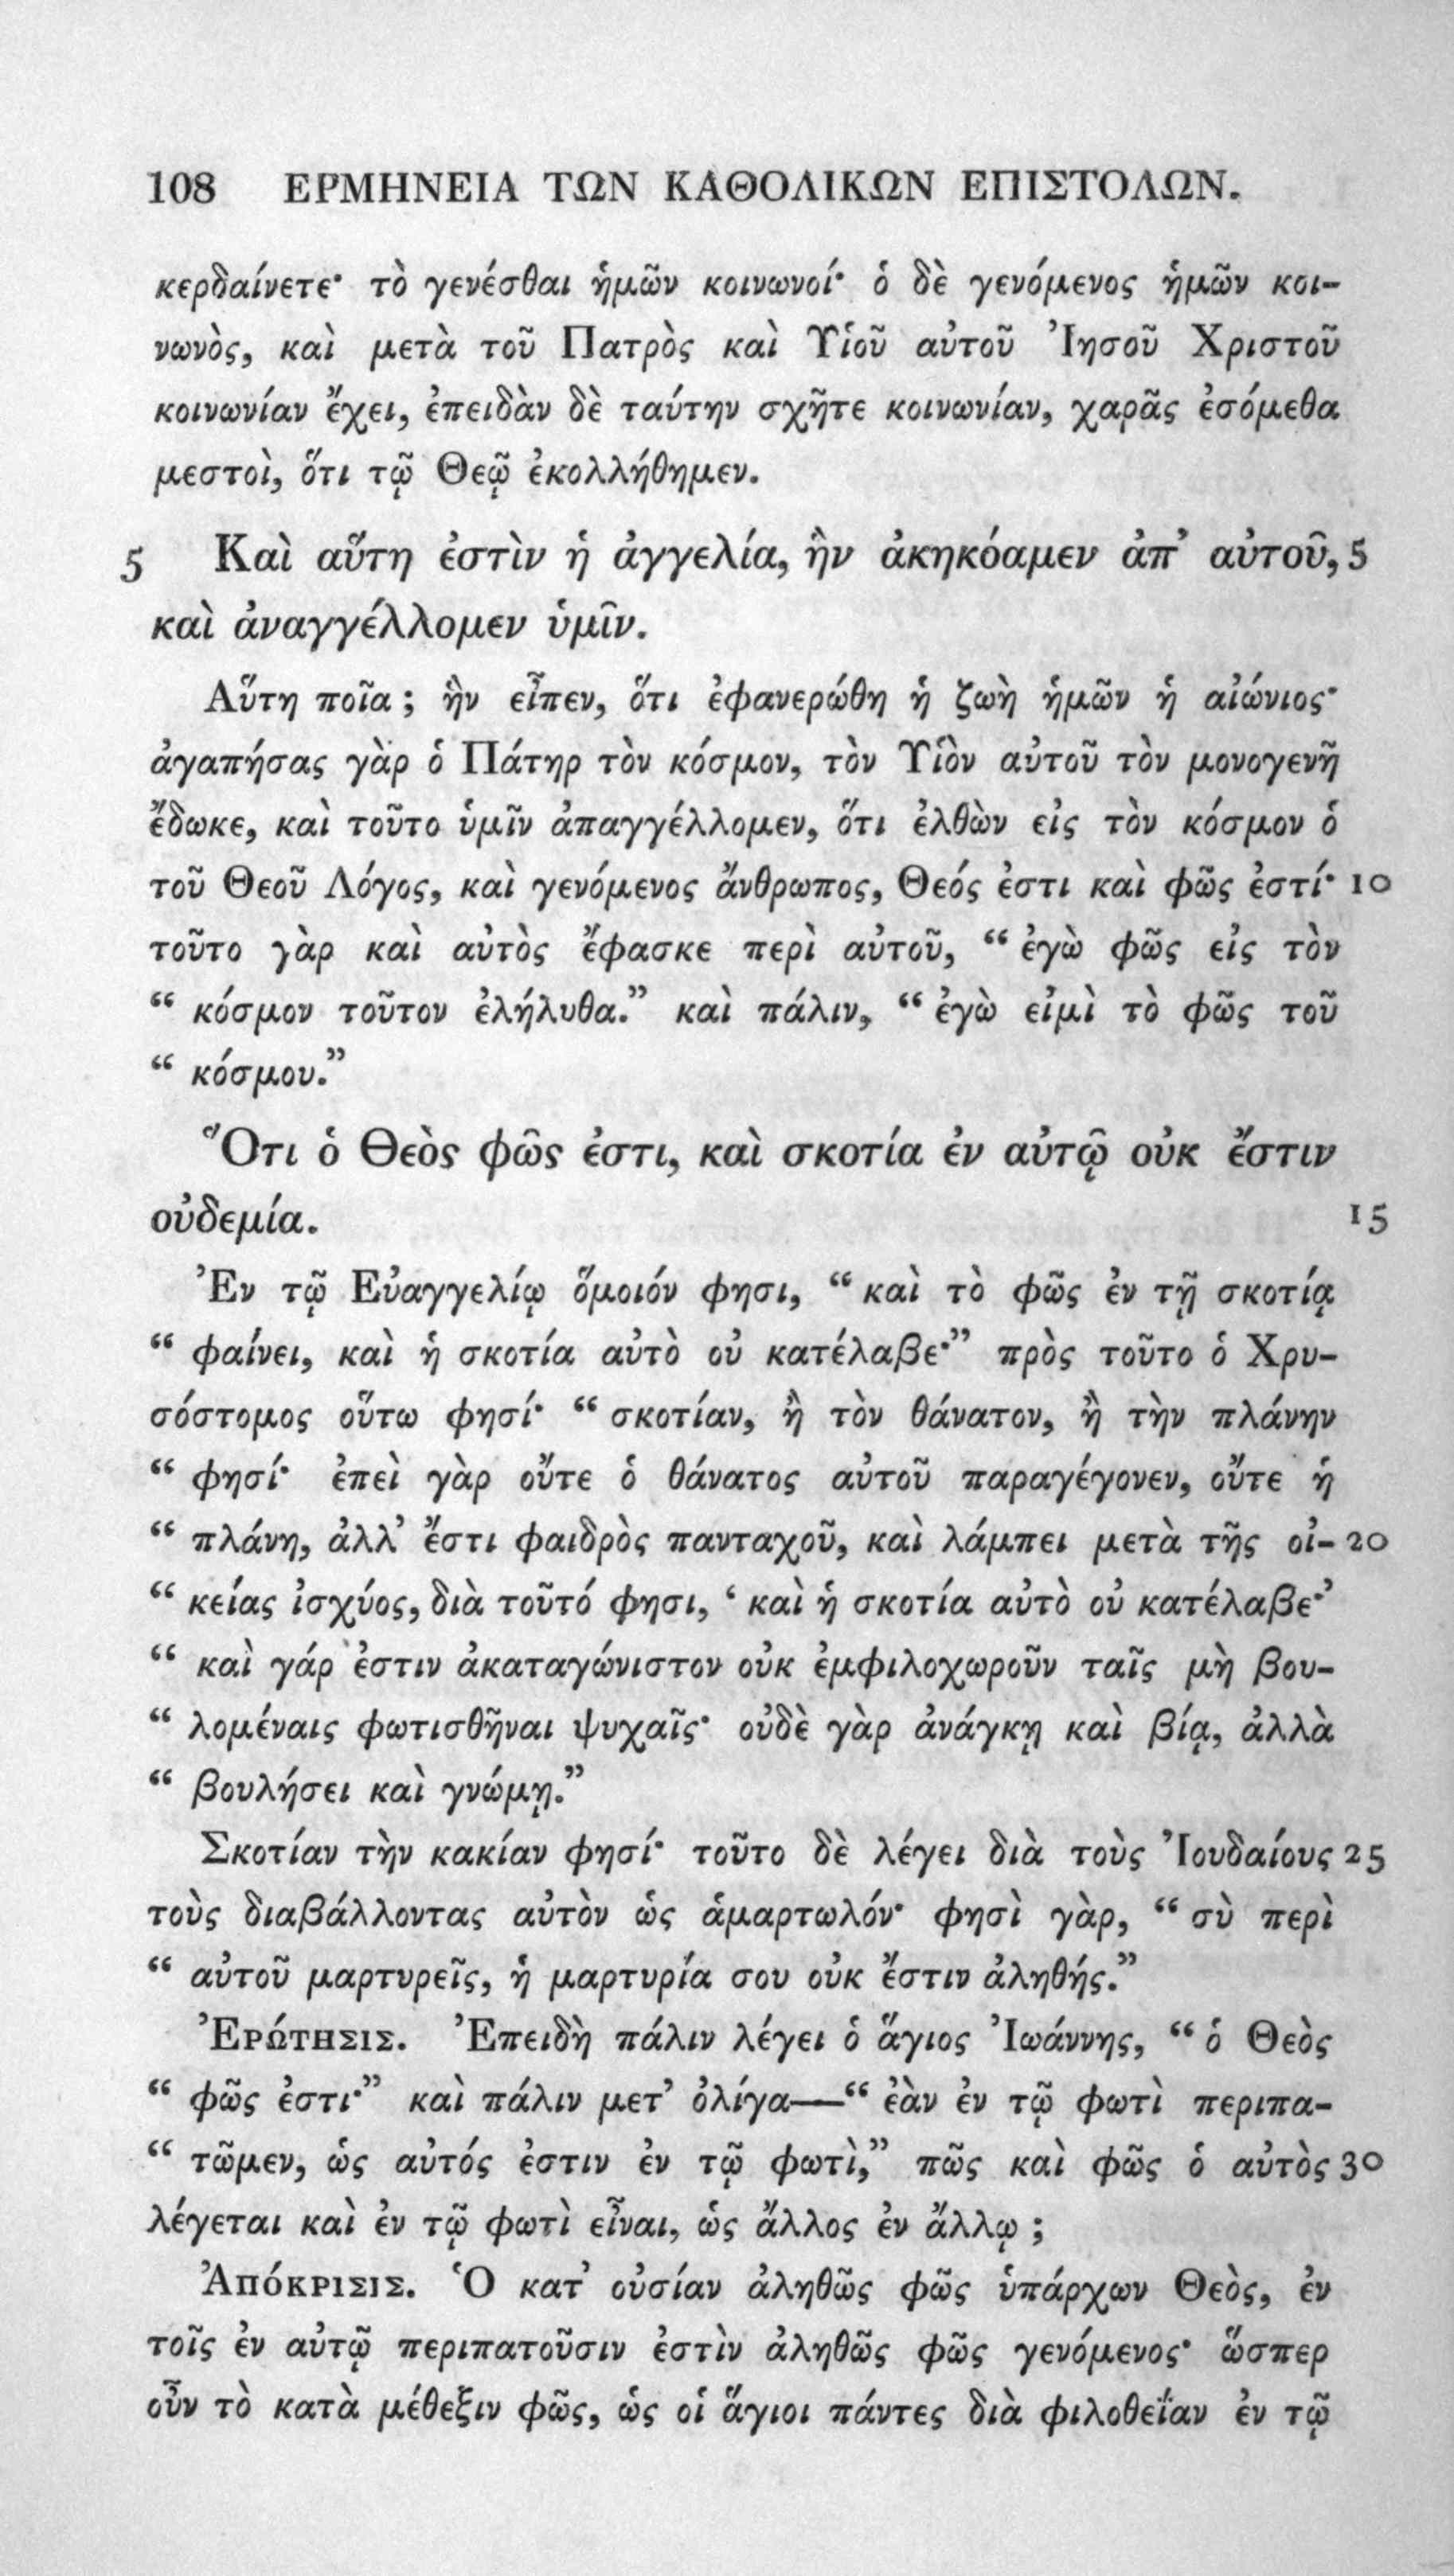 108 ΕΡΜΗΝΕΙΑ ΤΩΝ ΚΑΘΟΛΙΚΩΝ ΕΠΙΣΤΟΛΩΝ.
κερδαίνετε· τὸ γενέσθαι ἡμῶν κοινωνοί· ὁ δὲ γενόμενος ἡμῶν κοι-
νωνὸς, καὶ μετὰ τοῦ Πατρὸς καὶ Υἱοῦ αὐτοῦ Ἰησοῦ Χριστοῦ
κοινωνίαν ἔχει, ἐπειδὰν δὲ ταύτην σχῆτε κοινωνίαν, χαρᾶς ἐσόμεθα
μεστοὶ, ὅτι τῷ Θεῷ ἐκολλήθημεν.
5 Καὶ αὕτη ἐστὶν ἡ ἀγγελία, ἣν ἀκηκόαμεν ἀπ’ αὐτοῦ, 5
καὶ ἀναγγέλλομεν ὑμῖν.
Αὕτη ποῖα; ἣν εἶπεν, ὅτι ἐφανερώθη ἡ ζωὴ ἡμῶν ἡ αἰώνιος·
ἀγαπήσας γὰρ ὁ Πάτηρ τὸν κόσμον, τὸν Υἱὸν αὐτοῦ τὸν μονογενῆ
ἔδωκε, καὶ τοῦτο ὑμῖν ἀπαγγέλλομεν, ὅτι ἐλθὼν εἰς τὸν κόσμον ὁ
τοῦ Θεοῦ Λόγος, καὶ γενόμενος ἄνθρωπος, Θεός ἐστι καὶ φῶς ἐστί· 10
τοῦτο γὰρ καὶ αὐτὸς ἔφασκε περὶ αὐτοῦ, “ ἐγὼ φῶς εἰς τὸν
“ κόσμον τοῦτον ἐλήλυθα.” καὶ πάλιν, “ ἐγὼ εἰμὶ τὸ φῶς τοῦ
“ κόσμου.”
Ὅτι ὁ Θεὸς φῶς ἐστι, καὶ σκοτία ἐν αὐτῷ οὐκ ἔστιν
οὐδεμία. 15
Ἐν τῷ Εὐαγγελίῳ ὅμοιόν φησι, “ καὶ τὸ φῶς ἐν τῇ σκοτίᾳ
“ φαίνει, καὶ ἡ σκοτία αὐτὸ οὐ κατέλαβε·” πρὸς τοῦτο ὁ Χρυ-
σόστομος οὕτω φησί· “ σκοτίαν, ἢ τὸν θάνατον, ἢ τὴν πλάνην
“ φησί· ἐπεὶ γὰρ οὔτε ὁ θάνατος αὐτοῦ παραγέγονεν, οὔτε ἡ
“ πλάνη, ἀλλ’ ἔστι φαιδρὸς πανταχοῦ, καὶ λάμπει μετὰ τῆς οἰ- 20
“ κείας ἰσχύος, διὰ τοῦτό φησι, ‘ καὶ ἡ σκοτία αὐτὸ οὐ κατέλαβε·’
“ καὶ γάρ ἐστιν ἀκαταγώνιστον οὐκ ἐμφιλοχωροῦν ταῖς μὴ βου-
“ λομέναις φωτισθῆναι ψυχαῖς· οὐδὲ γὰρ ἀνάγκῃ καὶ βίᾳ, ἀλλὰ
“ βουλήσει καὶ γνώμῃ.”
Σκοτίαν τὴν κακίαν φησί· τοῦτο δὲ λέγει διὰ τοὺς Ἰουδαίους 25
τοὺς διαβάλλοντας αὐτὸν ὡς ἁμαρτωλόν· φησὶ γὰρ, “ σὺ περὶ
“ αὐτοῦ μαρτυρεῖς, ἡ μαρτυρία σου οὐκ ἔστιν ἀληθής.”
ἘΡΏΤΗΣΙΣ. Ἐπειδὴ πάλιν λέγει ὁ ἅγιος Ἰωάννης, “ ὁ Θεὸς
“ φῶς ἐστι·” καὶ πάλιν μετ’ ὀλίγα—“ ἐὰν ἐν τῷ φωτὶ περιπα-
“ τῶμεν, ὡς αὐτός ἐστιν ἐν τῷ φωτὶ,” πῶς καὶ φῶς ὁ αὐτὸς 30
λέγεται καὶ ἐν τῷ φωτὶ εἶναι, ὡς ἄλλος ἐν ἄλλῳ;
ἈΠΌΚΡΙΣΙΣ. Ὁ κατ’ οὐσίαν ἀληθῶς φῶς ὑπάρχων Θεὸς, ἐν
τοῖς ἐν αὐτῷ περιπατοῦσιν ἐστὶν ἀληθῶς φῶς γενόμενος· ὥσπερ
οὖν τὸ κατὰ μέθεξιν φῶς, ὡς οἱ ἅγιοι πάντες διὰ φιλοθεΐαν ἐν τῷ